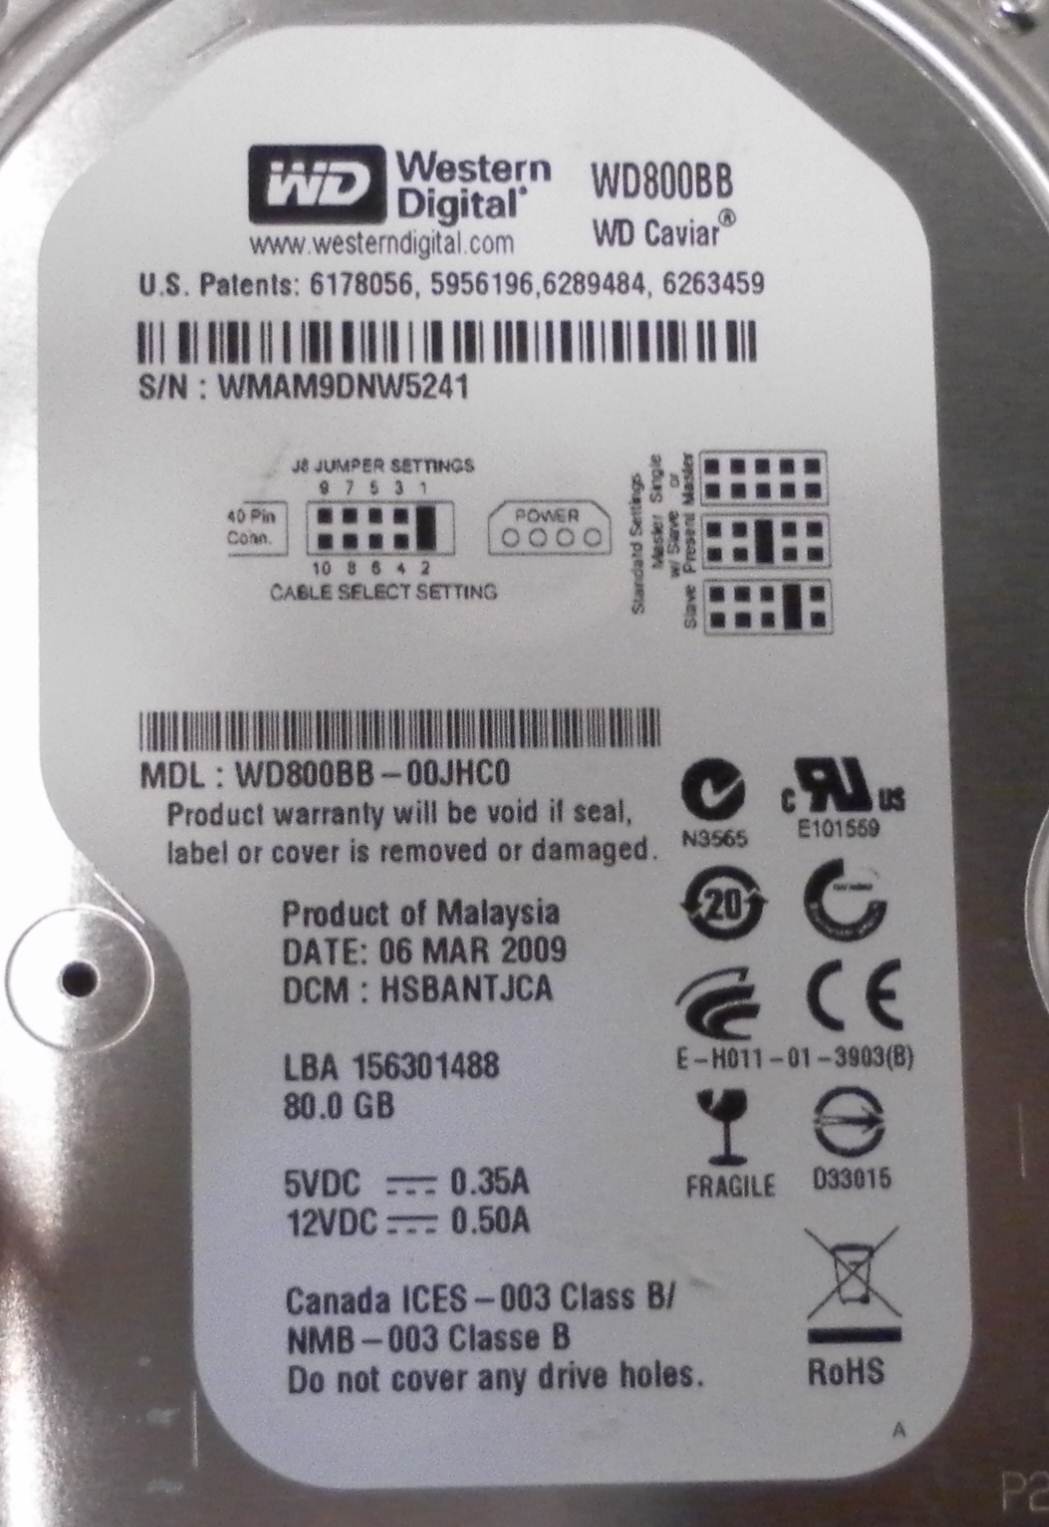 WD Western Digital
WD800BB
www.westerndigital.com
WD Caviar®
U.S. Patents: 6178056, 5956196,6289484, 6263459
S/N : WMAM9DNW5241
J8 JUMPER SETTINGS
9 7 5 3 1
40 Pin
Conn.
POWER
10 8 6 4 2
CABLE SELECT SETTING
Standard Settings
Single or Master
Master w/ Slave Present
Slave
MDL : WD800BB-00JHC0
Product warranty will be void if seal,
label or cover is removed or damaged.
N3565
c RU US
E101559
20
Product of Malaysia
DATE: 06 MAR 2009
DCM : HSBANTJCA
CE
E-H011-01-3903(B)
LBA 156301488
80.0 GB
FRAGILE
D33015
5VDC 0.35A
12VDC 0.50A
Canada ICES-003 Class B/
NMB-003 Classe B
Do not cover any drive holes.
RoHS
A
P2